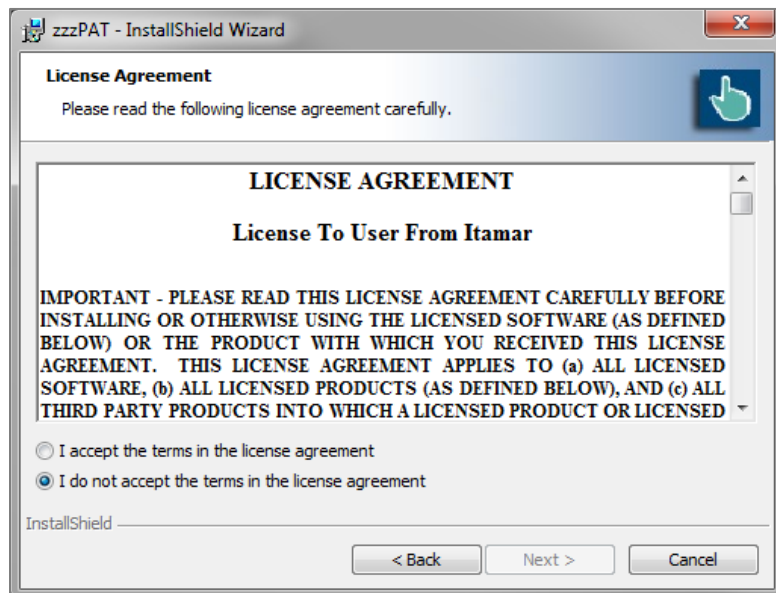 zzzPAT - InstallShield Wizard
License Agreement
Please read the following license agreement carefully.
LICENSE AGREEMENT
License To User From Itamar
IMPORTANT - PLEASE READ THIS LICENSE AGREEMENT CAREFULLY BEFORE
INSTALLING OR OTHERWISE USING THE LICENSED SOFTWARE (AS DEFINED
BELOW) OR THE PRODUCT WITH WHICH YOU RECEIVED THIS LICENSE
AGREEMENT. THIS LICENSE AGREEMENT APPLIES TO (a) ALL LICENSED
SOFTWARE, (b) ALL LICENSED PRODUCTS (AS DEFINED BELOW), AND (c) ALL
THIRD PARTY PRODUCTS INTO WHICH A LICENSED PRODUCT OR LICENSED
I accept the terms in the license agreement
I do not accept the terms in the license agreement
InstallShield
< Back Next > Cancel